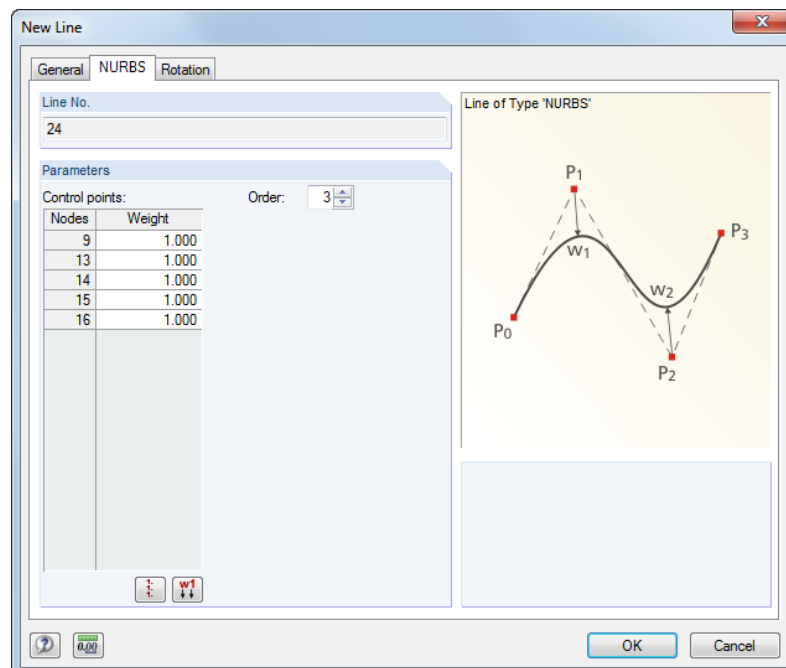 New Line
General NURBS Rotation
Line No.
24
Parameters
Control points: Order: 3
Nodes Weight
9 1.000
13 1.000
14 1.000
15 1.000
16 1.000
w1
Line of Type 'NURBS'
P1
P3
w1
w2
P0
P2
0.00
OK Cancel